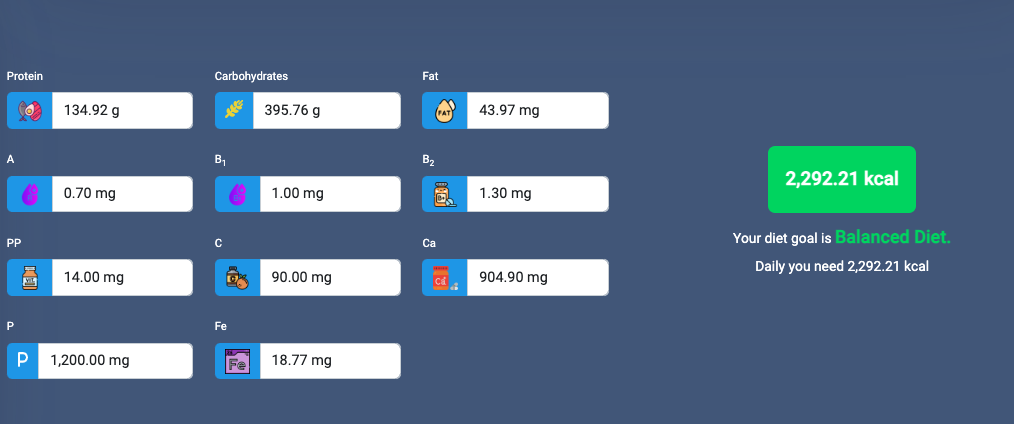 Protein
Carbohydrates
Fat
134.92 g
395.76 g
FAT
43.97 mg
A
B₁
B₂
0.70 mg
1.00 mg
1.30 mg
2,292.21 kcal
Your diet goal is Balanced Diet.
Daily you need 2,292.21 kcal
PP
C
Ca
14.00 mg
90.00 mg
904.90 mg
P
Fe
P
1,200.00 mg
Fe
18.77 mg